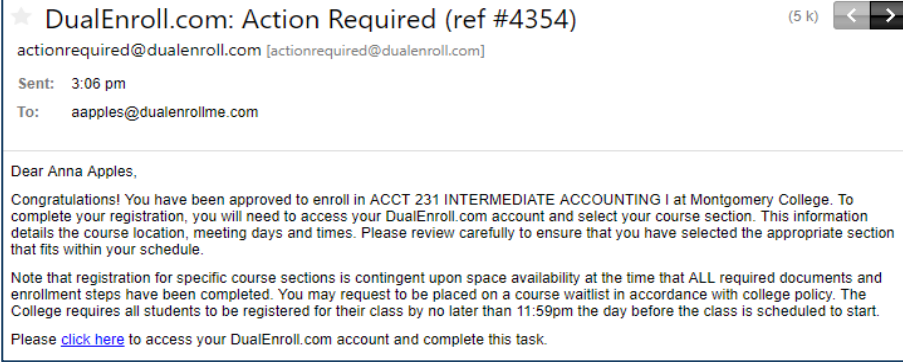 DualEnroll.com: Action Required (ref #4354)
(5 k)
actionrequired@dualenroll.com [actionrequired@dualenroll.com]
Sent: 3:06 pm
To: aapples@dualenrollme.com
Dear Anna Apples,
Congratulations! You have been approved to enroll in ACCT 231 INTERMEDIATE ACCOUNTING I at Montgomery College. To
complete your registration, you will need to access your DualEnroll.com account and select your course section. This information
details the course location, meeting days and times. Please review carefully to ensure that you have selected the appropriate section
that fits within your schedule.
Note that registration for specific course sections is contingent upon space availability at the time that ALL required documents and
enrollment steps have been completed. You may request to be placed on a course waitlist in accordance with college policy. The
College requires all students to be registered for their class by no later than 11:59pm the day before the class is scheduled to start.
Please click here to access your DualEnroll.com account and complete this task.